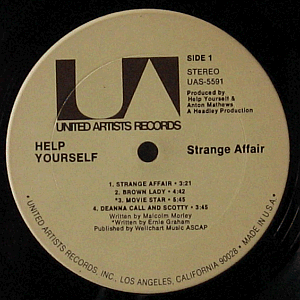 UA
SIDE 1
STEREO
UAS-5591
Produced by
Help Yourself &
Anton Mathews
A Headley Production
UNITED ARTISTS RECORDS
HELP
YOURSELF
Strange Affair
1. STRANGE AFFAIR • 3:21
2. BROWN LADY • 4:42
*3. MOVIE STAR • 5:45
4. DEANNA CALL AND SCOTTY • 3:45
Written by Malcolm Morley
*Written by Ernie Graham
Published by Wellchart Music ASCAP
• UNITED ARTISTS RECORDS, INC., LOS ANGELES, CALIFORNIA 90028 • MADE IN U.S.A. •